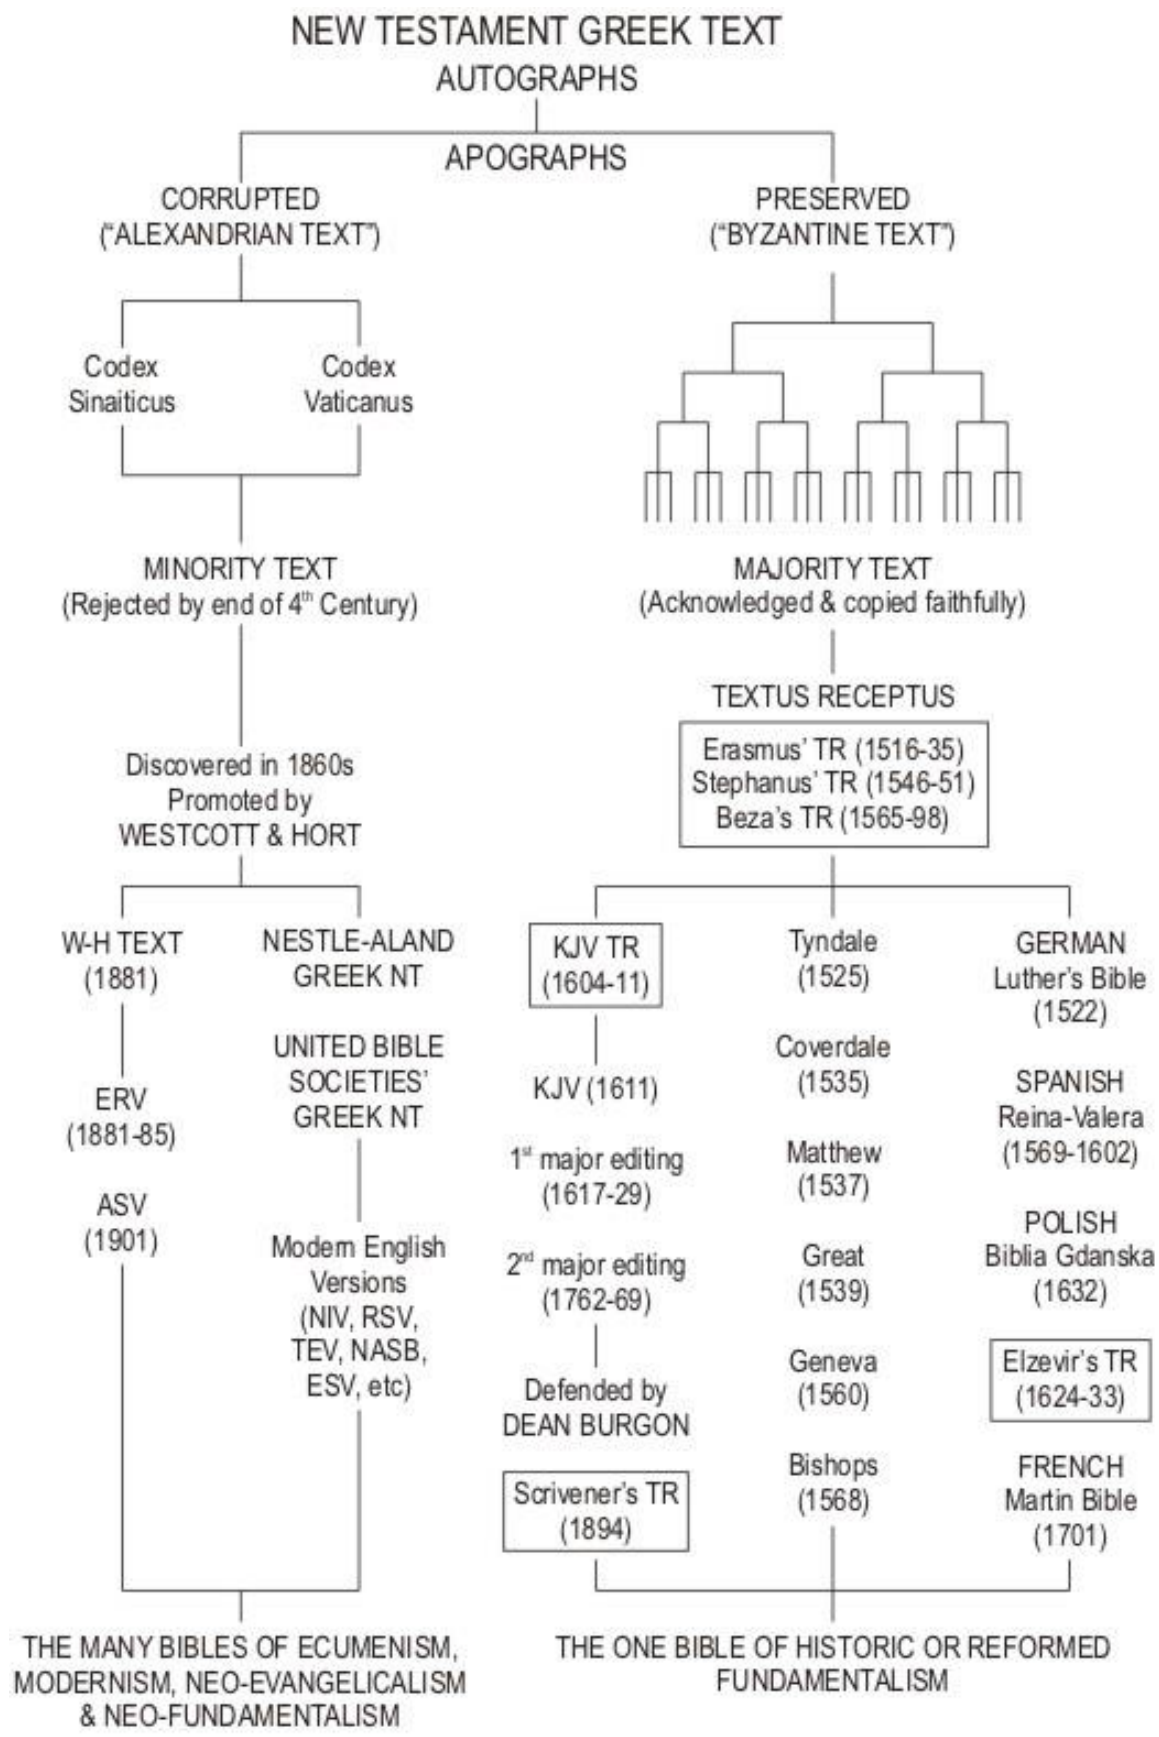 NEW TESTAMENT GREEK TEXT
AUTOGRAPHS
APOGRAPHS
CORRUPTED
(“ALEXANDRIAN TEXT”)
Codex
Sinaiticus
Codex
Vaticanus
MINORITY TEXT
(Rejected by end of 4th Century)
Discovered in 1860s
Promoted by
WESTCOTT & HORT
W-H TEXT
(1881)
ERV
(1881-85)
ASV
(1901)
NESTLE-ALAND
GREEK NT
UNITED BIBLE
SOCIETIES’
GREEK NT
Modern English
Versions
(NIV, RSV,
TEV, NASB,
ESV, etc)
THE MANY BIBLES OF ECUMENISM,
MODERNISM, NEO-EVANGELICALISM
& NEO-FUNDAMENTALISM
PRESERVED
(“BYZANTINE TEXT”)
MAJORITY TEXT
(Acknowledged & copied faithfully)
TEXTUS RECEPTUS
Erasmus’ TR (1516-35)
Stephanus’ TR (1546-51)
Beza’s TR (1565-98)
KJV TR
(1604-11)
KJV (1611)
1st major editing
(1617-29)
2nd major editing
(1762-69)
Defended by
DEAN BURGON
Scrivener’s TR
(1894)
Tyndale
(1525)
Coverdale
(1535)
Matthew
(1537)
Great
(1539)
Geneva
(1560)
Bishops
(1568)
GERMAN
Luther’s Bible
(1522)
SPANISH
Reina-Valera
(1569-1602)
POLISH
Biblia Gdanska
(1632)
Elzevir’s TR
(1624-33)
FRENCH
Martin Bible
(1701)
THE ONE BIBLE OF HISTORIC OR REFORMED
FUNDAMENTALISM